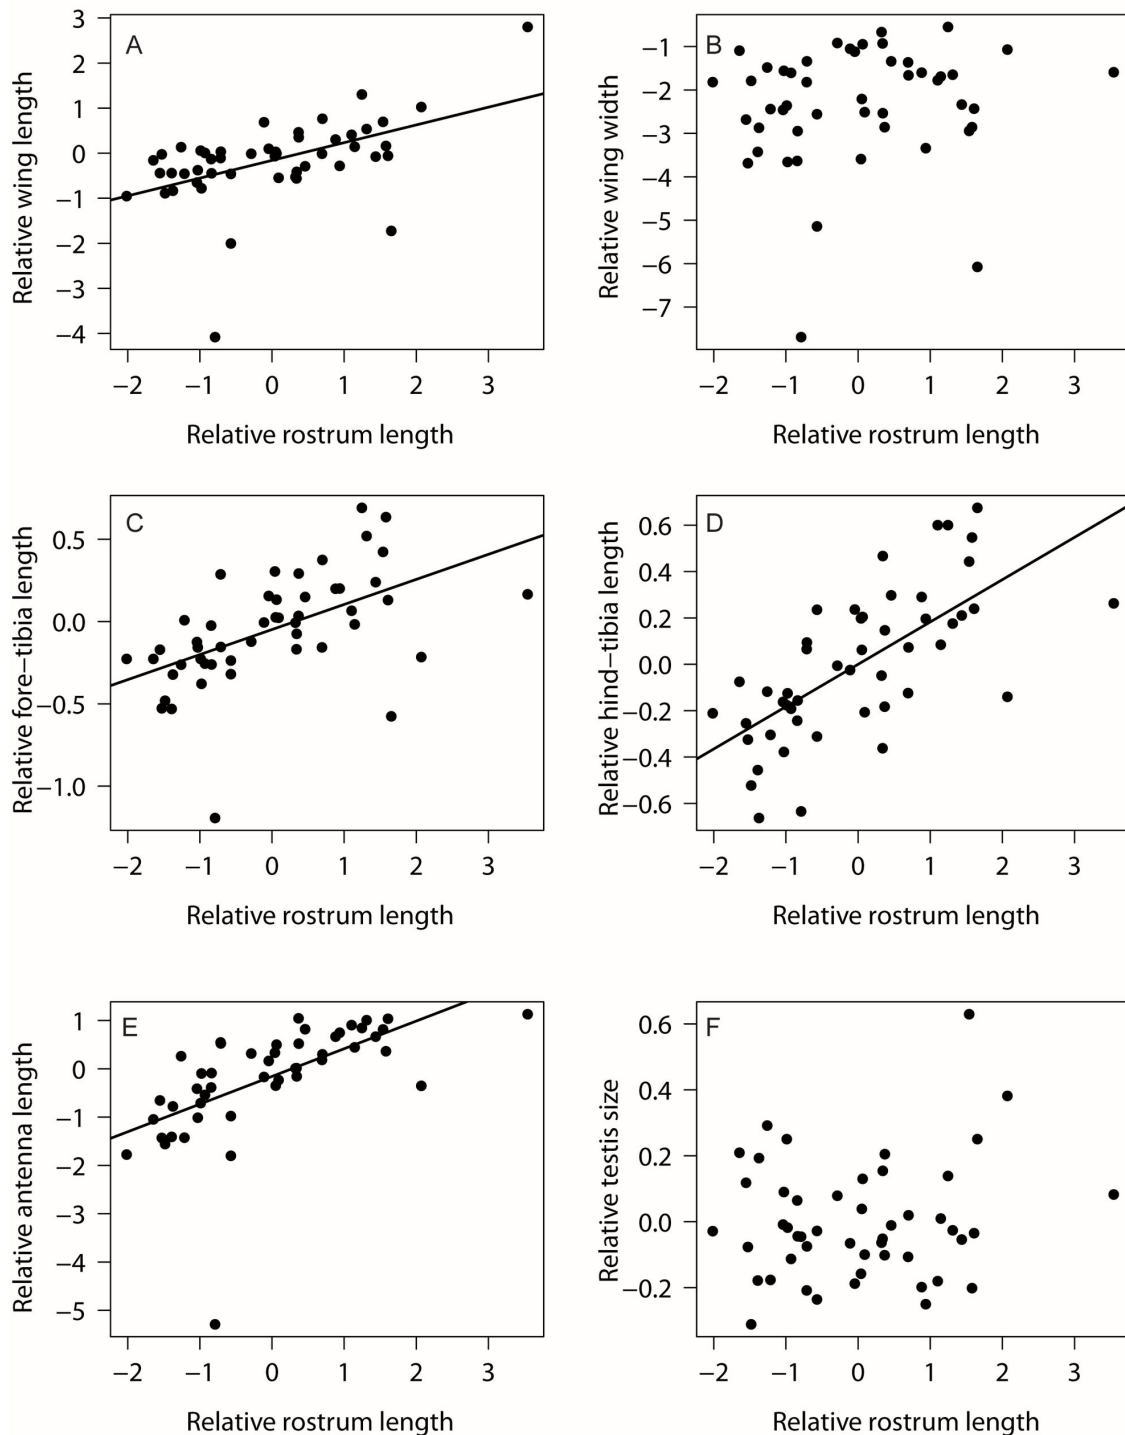 A
Relative wing length
3
2
1
0
−1
−2
−3
−4
−2 −1 0 1 2 3
Relative rostrum length
B
Relative wing width
−1
−2
−3
−4
−5
−6
−7
−2 −1 0 1 2 3
Relative rostrum length
C
Relative fore−tibia length
0.5
0.0
−0.5
−1.0
−2 −1 0 1 2 3
Relative rostrum length
D
Relative hind−tibia length
0.6
0.4
0.2
0.0
−0.2
−0.4
−0.6
−2 −1 0 1 2 3
Relative rostrum length
E
Relative antenna length
1
0
−1
−2
−3
−4
−5
−2 −1 0 1 2 3
Relative rostrum length
F
Relative testis size
0.6
0.4
0.2
0.0
−0.2
−2 −1 0 1 2 3
Relative rostrum length